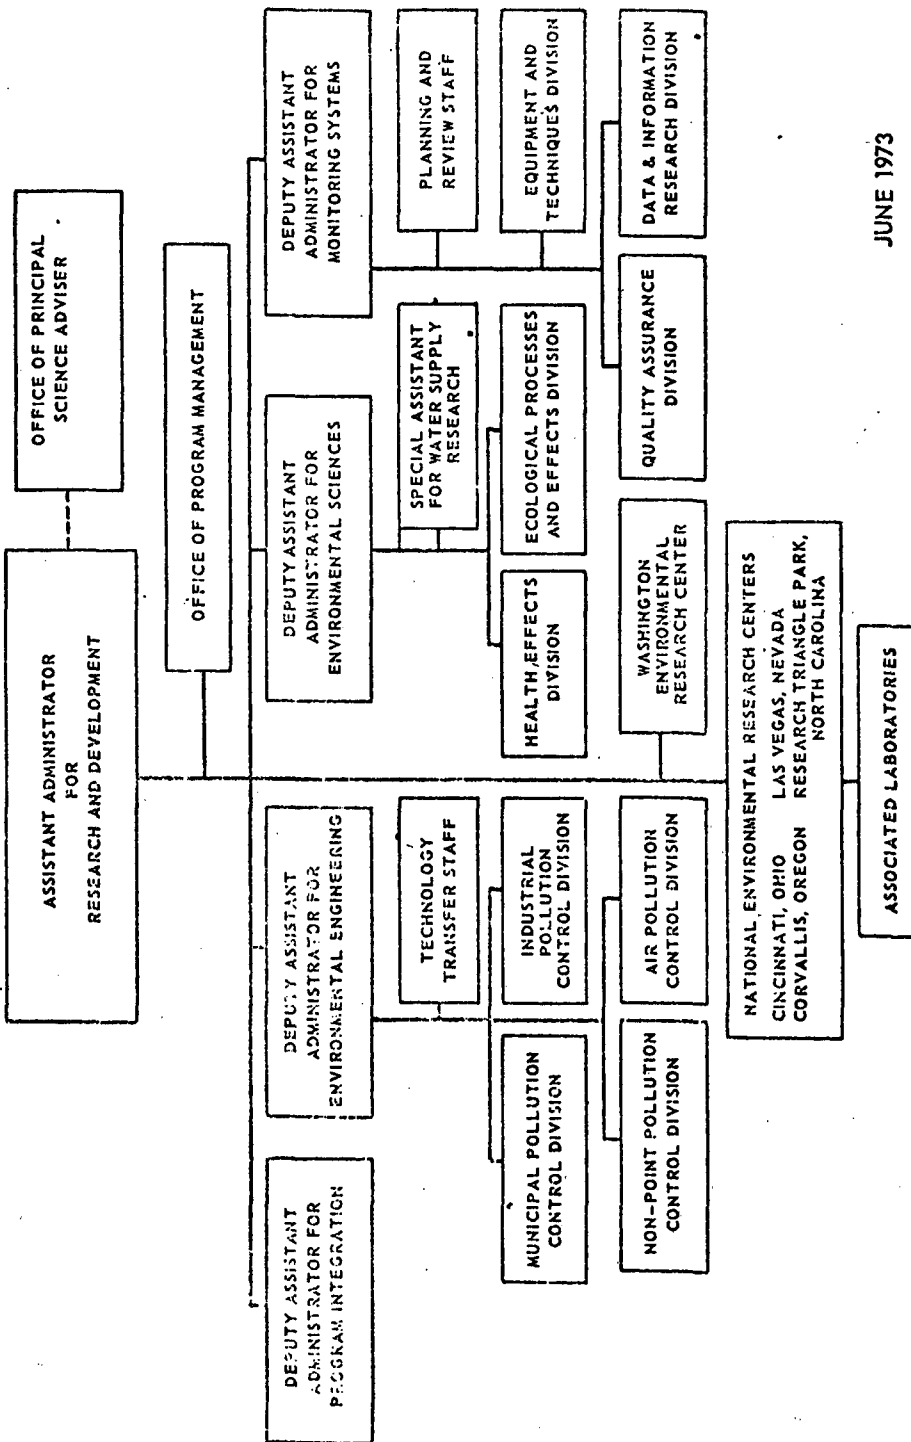 ASSISTANT ADMINISTRATOR
FOR
RESEARCH AND DEVELOPMENT
OFFICE OF PRINCIPAL
SCIENCE ADVISER
OFFICE OF PROGRAM MANAGEMENT
DEPUTY ASSISTANT
ADMINISTRATOR FOR
PROGRAM INTEGRATION
DEPUTY ASSISTANT
ADMINISTRATOR FOR
ENVIRONMENTAL ENGINEERING
DEPUTY ASSISTANT
ADMINISTRATOR FOR
ENVIRONMENTAL SCIENCES
DEPUTY ASSISTANT
ADMINISTRATOR FOR
MONITORING SYSTEMS
TECHNOLOGY
TRANSFER STAFF
SPECIAL ASSISTANT
FOR WATER SUPPLY
RESEARCH
PLANNING AND
REVIEW STAFF
MUNICIPAL POLLUTION
CONTROL DIVISION
INDUSTRIAL
POLLUTION
CONTROL DIVISION
HEALTH EFFECTS
DIVISION
ECOLOGICAL PROCESSES
AND EFFECTS DIVISION
EQUIPMENT AND
TECHNIQUES DIVISION
NON-POINT POLLUTION
CONTROL DIVISION
AIR POLLUTION
CONTROL DIVISION
WASHINGTON
ENVIRONMENTAL
RESEARCH CENTER
QUALITY ASSURANCE
DIVISION
DATA & INFORMATION
RESEARCH DIVISION
NATIONAL ENVIRONMENTAL RESEARCH CENTERS
CINCINNATI, OHIO LAS VEGAS, NEVADA
CORVALLIS, OREGON RESEARCH TRIANGLE PARK,
NORTH CAROLINA
ASSOCIATED LABORATORIES
JUNE 1973